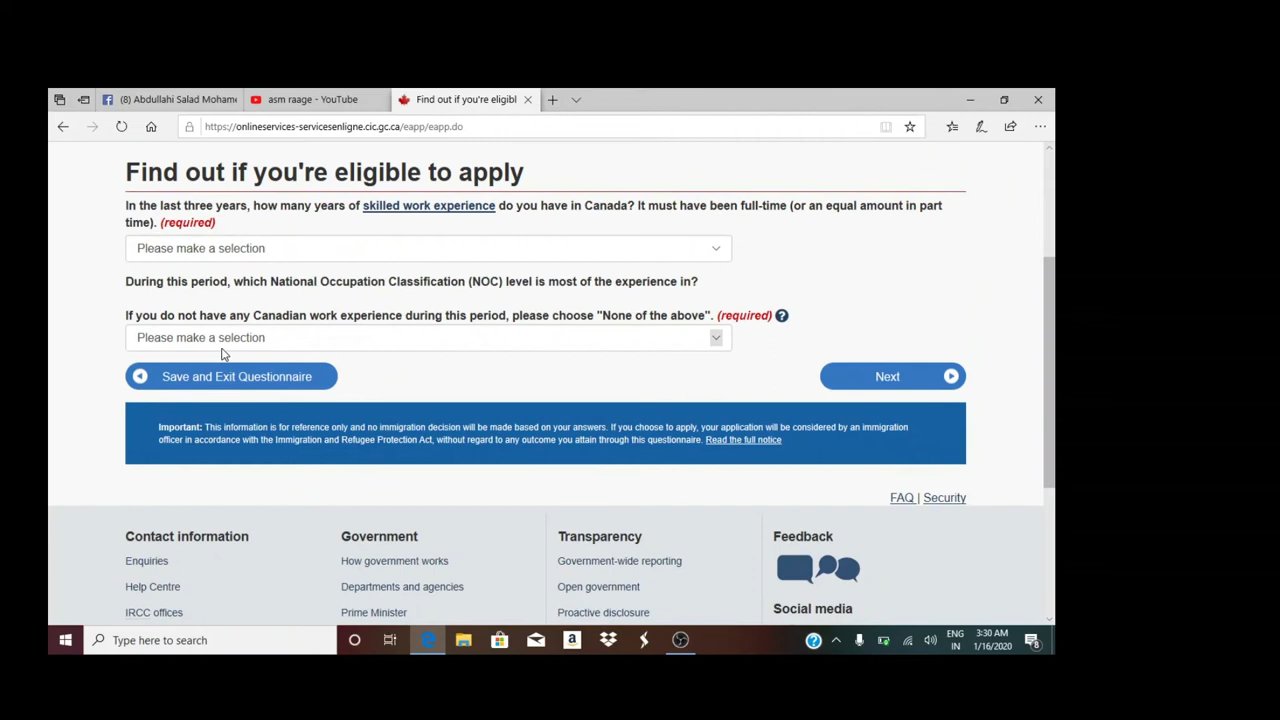 (8) Abdullahi Salad Mohame
asm raage - YouTube
Find out if you're eligibl
https://onlineservices-servicesenligne.cic.gc.ca/eapp/eapp.do
Find out if you're eligible to apply
In the last three years, how many years of skilled work experience do you have in Canada? It must have been full-time (or an equal amount in part
time). (required)
Please make a selection
During this period, which National Occupation Classification (NOC) level is most of the experience in?
If you do not have any Canadian work experience during this period, please choose "None of the above". (required)
Please make a selection
Save and Exit Questionnaire
Next
Important: This information is for reference only and no immigration decision will be made based on your answers. If you choose to apply, your application will be considered by an immigration
officer in accordance with the Immigration and Refugee Protection Act, without regard to any outcome you attain through this questionnaire. Read the full notice
FAQ | Security
Contact information
Government
Transparency
Feedback
Enquiries
How government works
Government-wide reporting
Help Centre
Departments and agencies
Open government
Social media
IRCC offices
Prime Minister
Proactive disclosure
Type here to search
ENG
IN
3:30 AM
1/16/2020
8